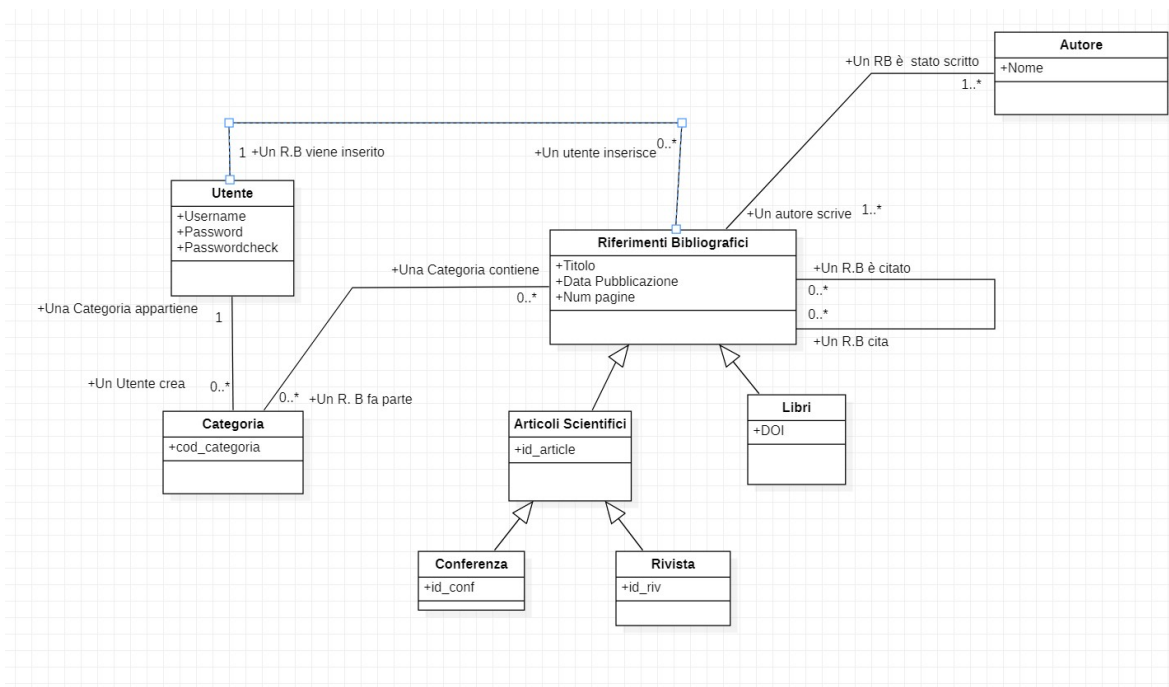 Autore
+Nome
+Un RB è  stato scritto
1..*
1 +Un R.B viene inserito
0..*
+Un utente inserisce
Utente
+Username
+Password
+Passwordcheck
+Un autore scrive
1..*
Riferimenti Bibliografici
+Titolo
+Data Pubblicazione
+Num pagine
+Una Categoria contiene
0..*
+Un R.B è citato
0..*
0..*
+Un R.B cita
+Una Categoria appartiene
1
+Un Utente crea
0..*
0..*
+Un R. B fa parte
Categoria
+cod_categoria
Articoli Scientifici
+id_article
Libri
+DOI
Conferenza
+id_conf
Rivista
+id_riv